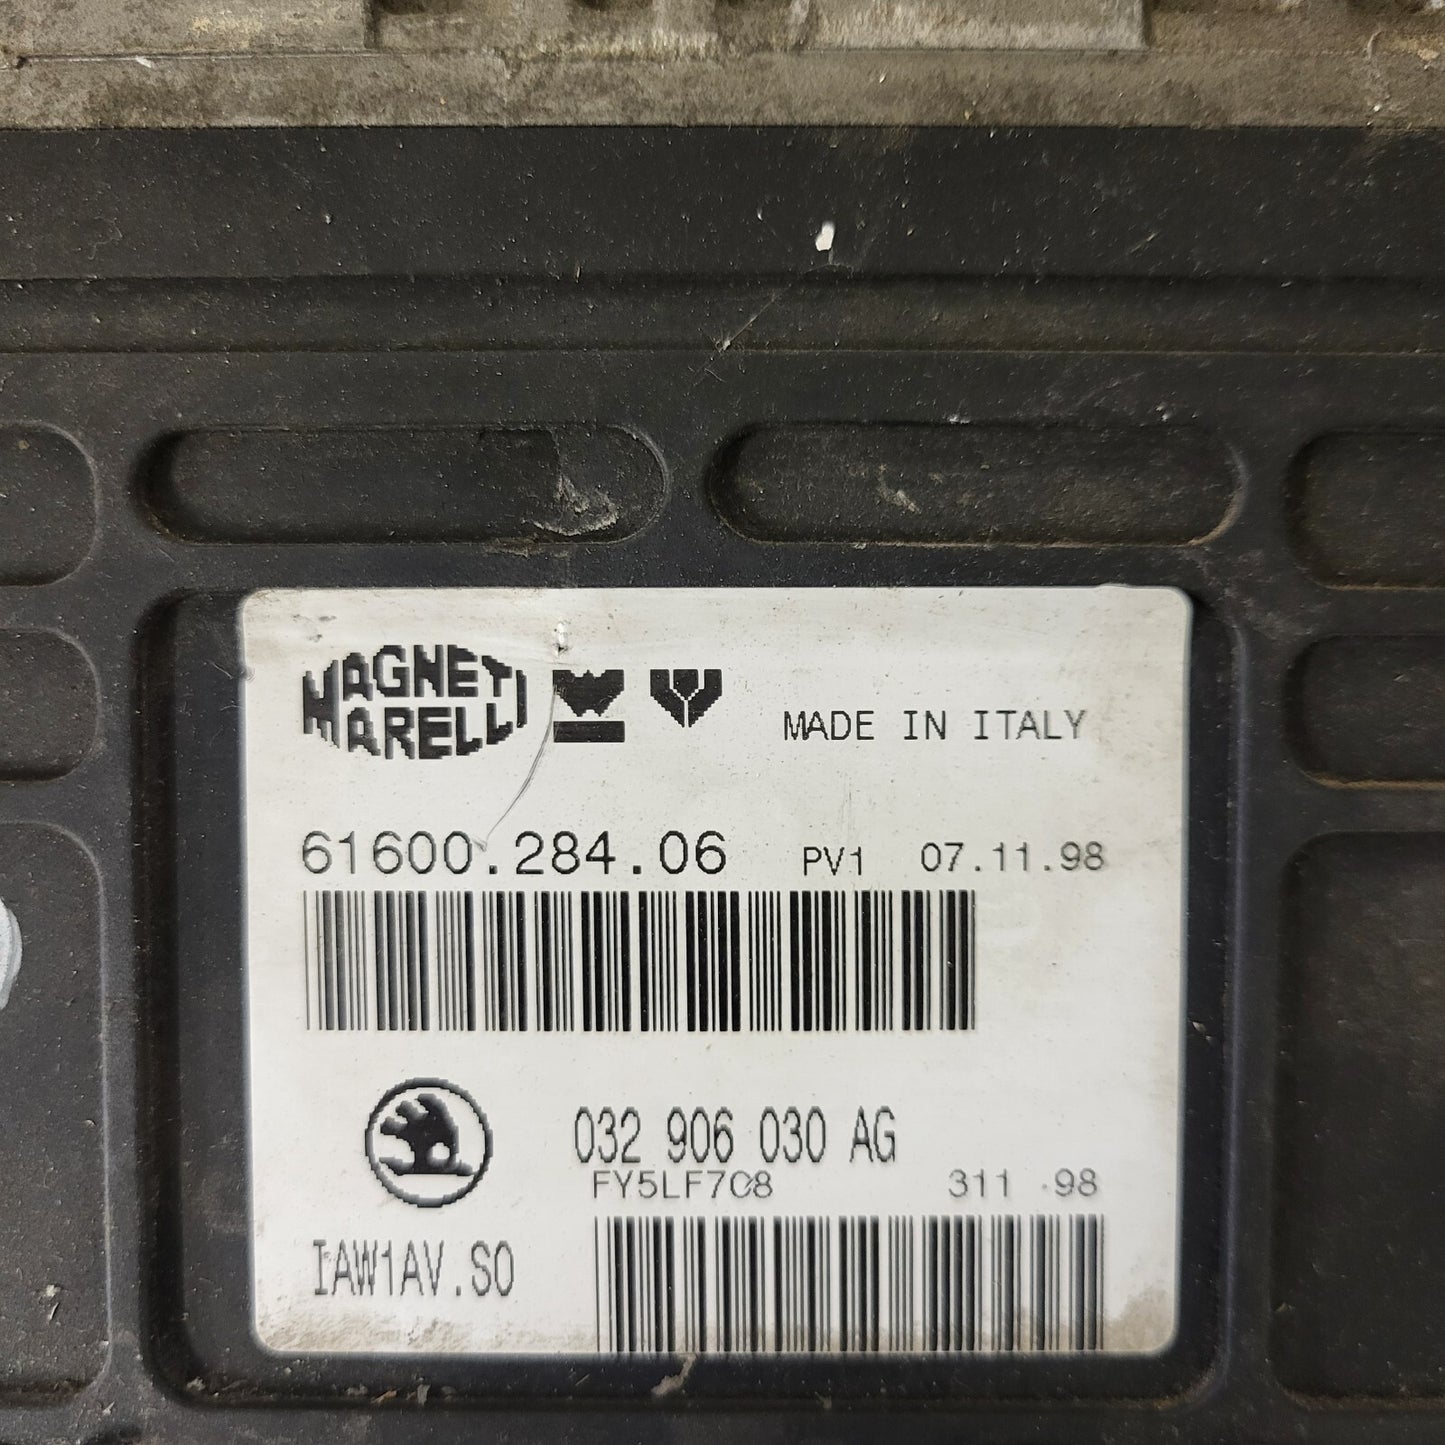 MAGNETI
MARELLI
MADE IN ITALY
61600.284.06 PV1 07.11.98
032 906 030 AG
FY5LF7C8 311 98
IAW1AV.SO